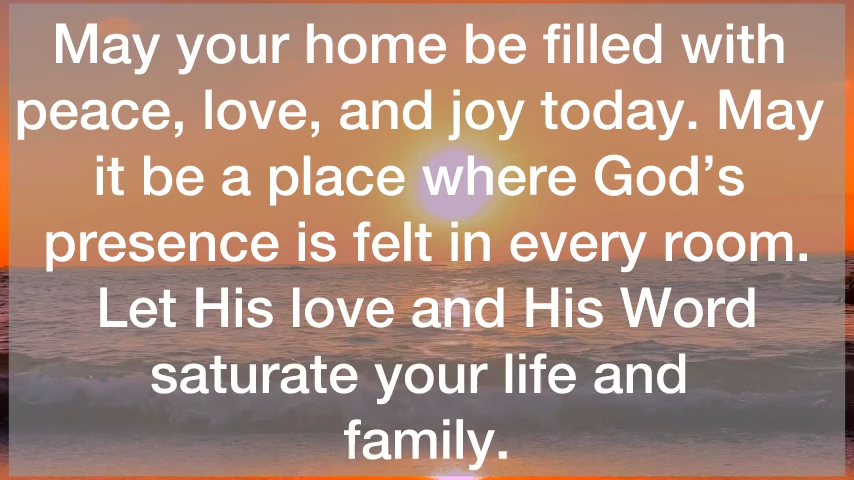 May your home be filled with
peace, love, and joy today. May
it be a place where God’s
presence is felt in every room.
Let His love and His Word
saturate your life and
family.